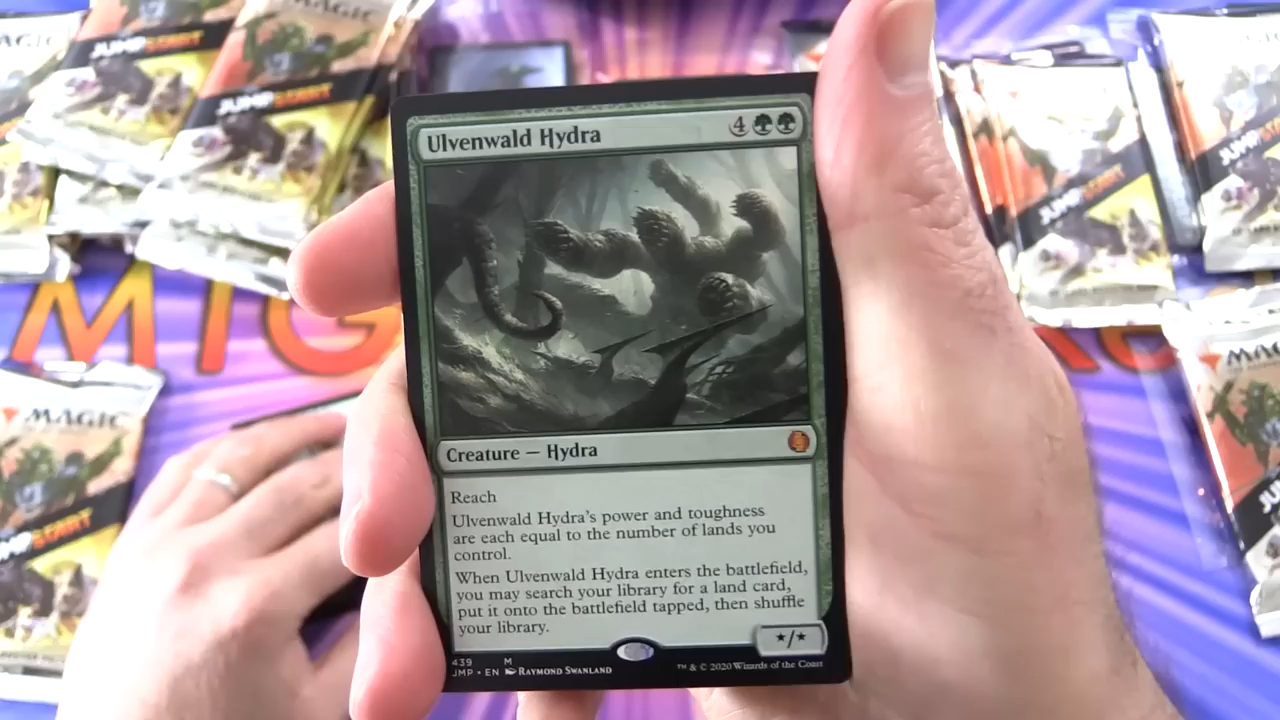 MAGIC
JUMPSTART
JUMPSTART
JUMPSTART
MIG
MAGIC
Ulvenwald Hydra 4
Creature — Hydra
Reach
Ulvenwald Hydra's power and toughness
are each equal to the number of lands you
control.
When Ulvenwald Hydra enters the battlefield,
you may search your library for a land card,
put it onto the battlefield tapped, then shuffle
your library.
*/*
439 M
JMP • EN RAYMOND SWANLAND
™ & © 2020 Wizards of the Coast